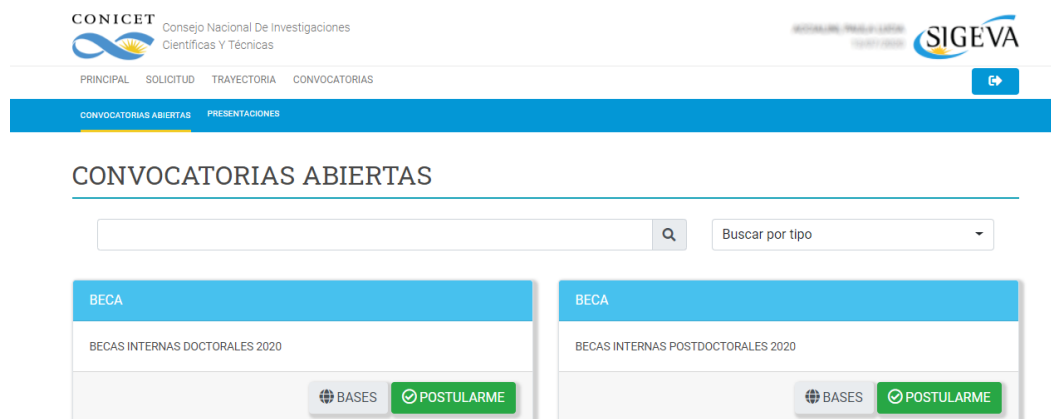 CONICET
Consejo Nacional De Investigaciones
Científicas Y Técnicas
SIGEVA
PRINCIPAL SOLICITUD TRAYECTORIA CONVOCATORIAS
CONVOCATORIAS ABIERTAS PRESENTACIONES
CONVOCATORIAS ABIERTAS
Buscar por tipo
BECA
BECAS INTERNAS DOCTORALES 2020
BASES POSTULARME
BECA
BECAS INTERNAS POSTDOCTORALES 2020
BASES POSTULARME